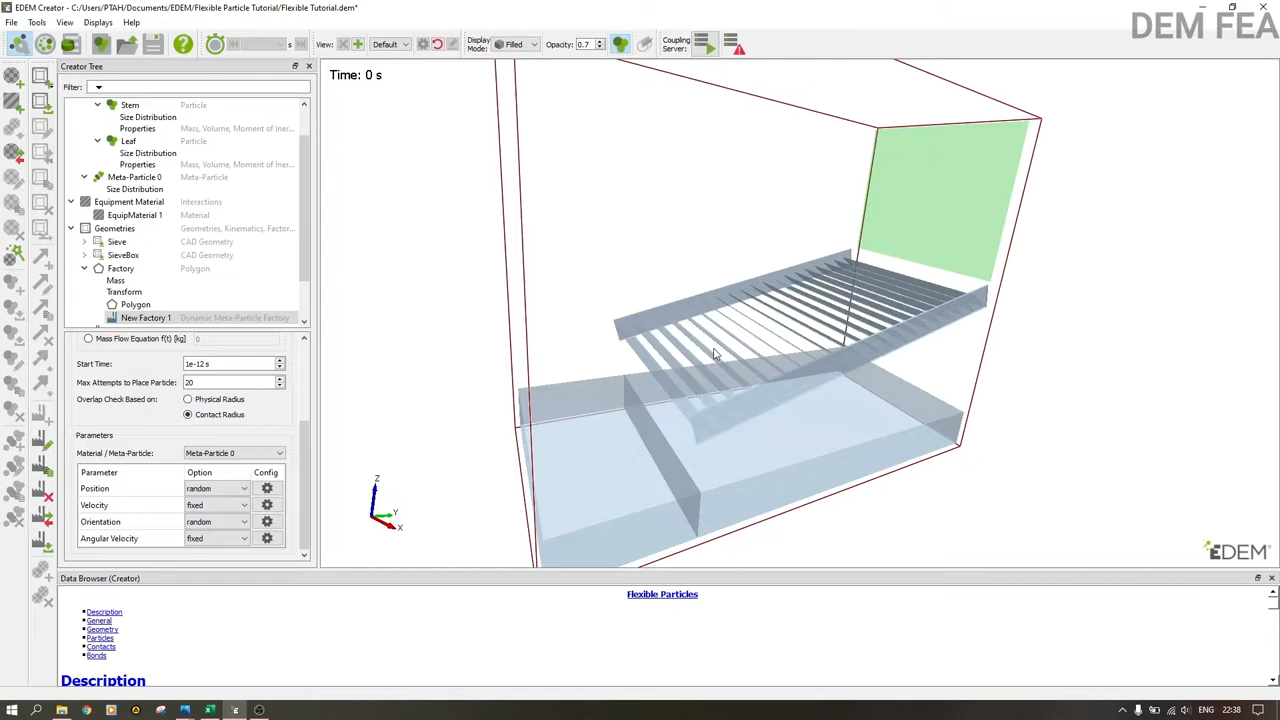 EDEM Creator - C:/Users/PTAH/Documents/EDEM/Flexible Particle Tutorial/Flexible Tutorial.dem*
DEM FEA
File Tools View Displays Help
s View: Default Display Mode: Filled Opacity: 0.7 Coupling Server:
Creator Tree
Filter:
Time: 0 s
Stem Particle
Size Distribution
Properties Mass, Volume, Moment of Iner...
Leaf Particle
Size Distribution
Properties Mass, Volume, Moment of Iner...
Meta-Particle 0 Meta-Particle
Size Distribution
Equipment Material Interactions
EquipMaterial 1 Material
Geometries Geometries, Kinematics, Factor...
Sieve CAD Geometry
SieveBox CAD Geometry
Factory Polygon
Mass
Transform
Polygon
New Factory 1 Dynamic Meta-Particle Factory
Mass Flow Equation f(t) [kg] 0
Start Time: 1e-12 s
Max Attempts to Place Particle: 20
Overlap Check Based on: Physical Radius
Contact Radius
Parameters
Material / Meta-Particle: Meta-Particle 0
Parameter Option Config
Position random
Velocity fixed
Orientation random
Angular Velocity fixed
Z
Y
X
EDEM
Data Browser (Creator)
Flexible Particles
Description
General
Geometry
Particles
Contacts
Bonds
Description
ENG 22:38